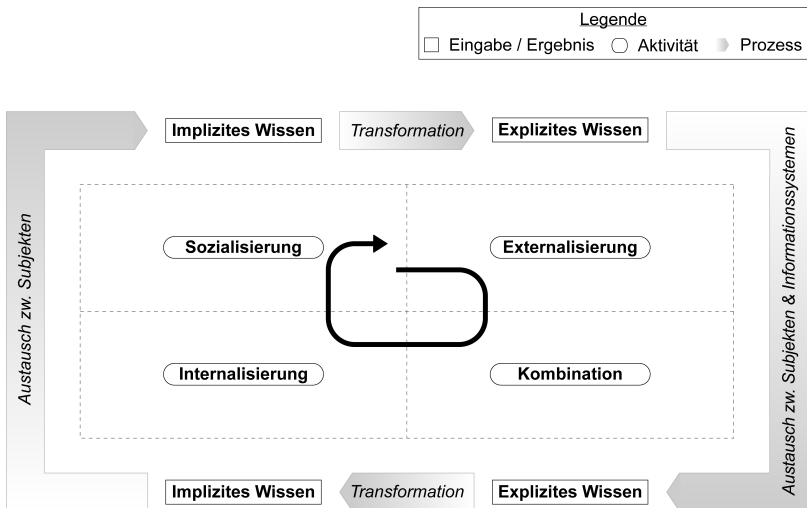 Legende
Eingabe / Ergebnis Aktivität Prozess
Implizites Wissen Transformation Explizites Wissen
Austausch zw. Subjekten
Sozialisierung Externalisierung
Internalisierung Kombination
Austausch zw. Subjekten & Informationssystemen
Implizites Wissen Transformation Explizites Wissen